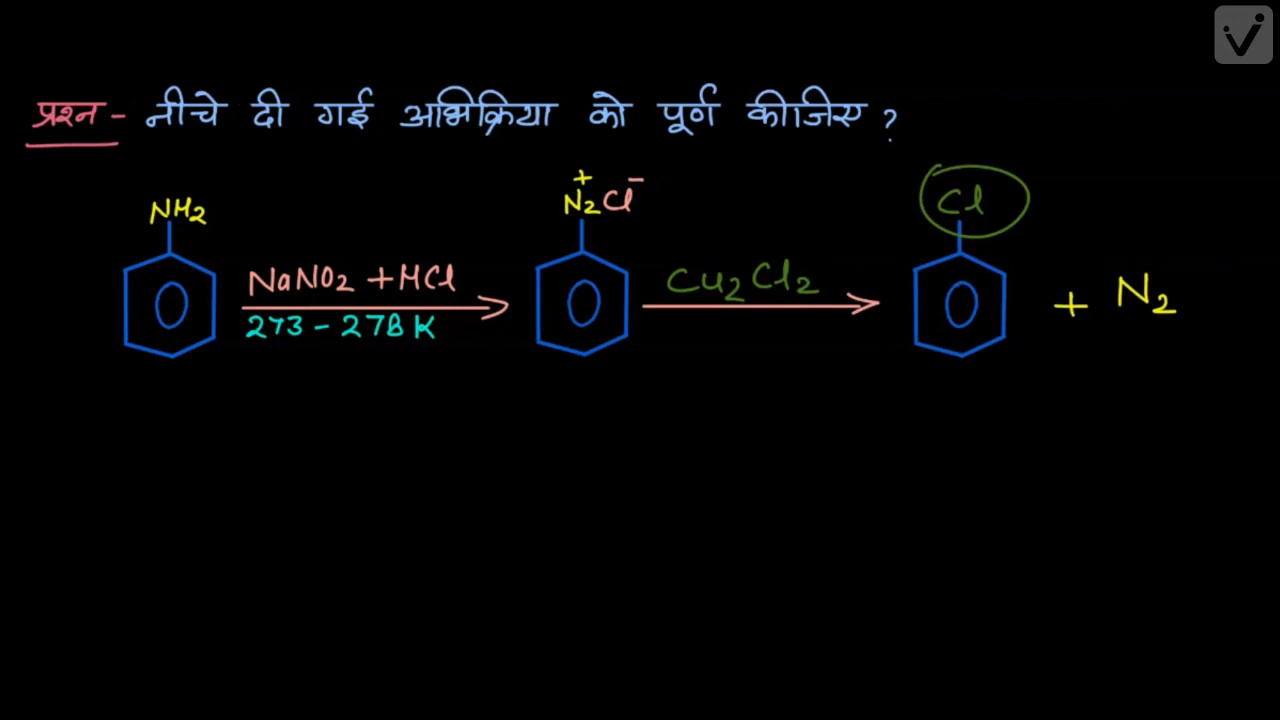 प्रश्न - नीचे दी गई अभिक्रिया को पूर्ण कीजिए ?
NH2 N2+Cl- Cl
NaNO2 + HCl Cu2Cl2 + N2
273 - 278 K